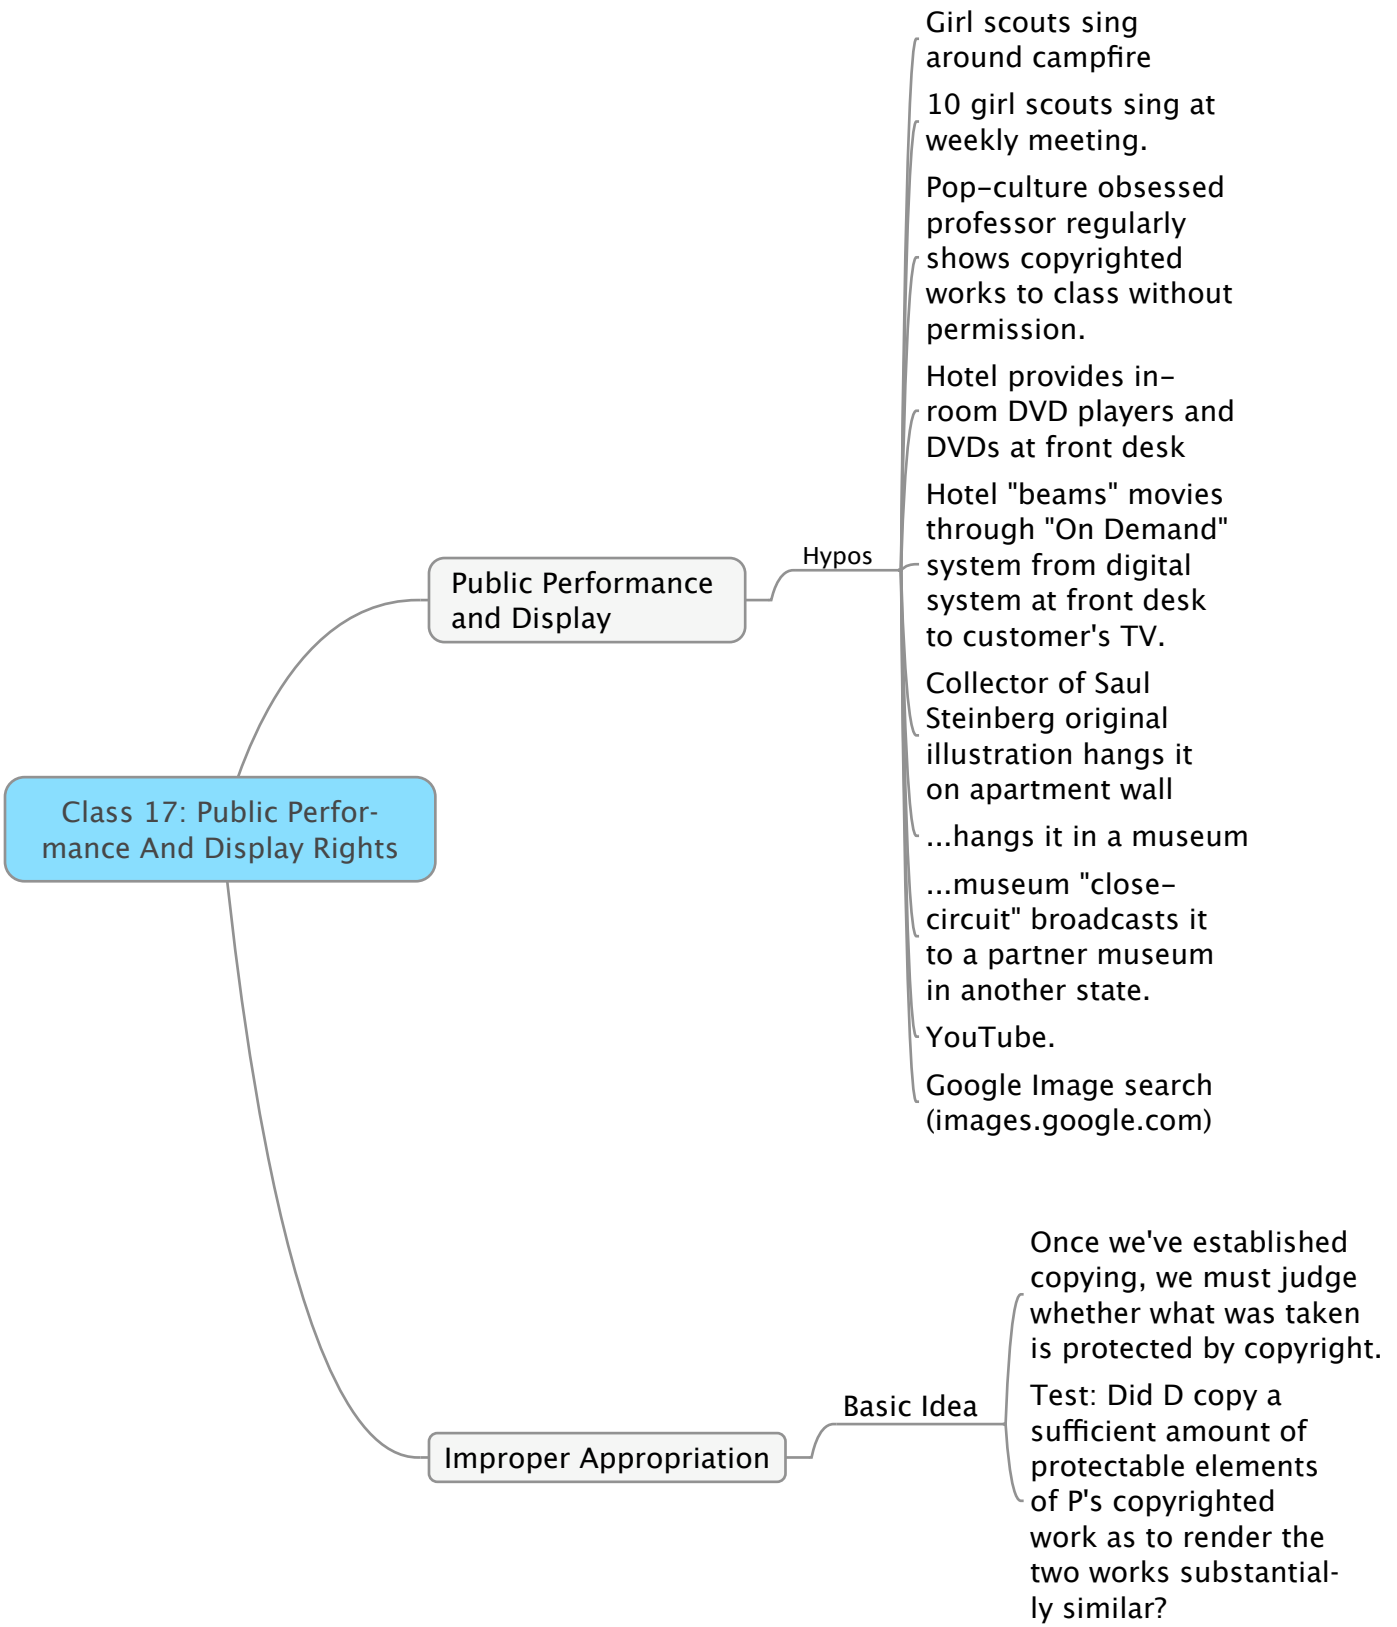 Girl scouts sing
around campfire
10 girl scouts sing at
weekly meeting.
Pop-culture obsessed
professor regularly
shows copyrighted
works to class without
permission.
Hotel provides in-
room DVD players and
DVDs at front desk
Hotel "beams" movies
through "On Demand"
system from digital
system at front desk
to customer's TV.
Hypos
Public Performance
and Display
Collector of Saul
Steinberg original
illustration hangs it
on apartment wall
Class 17: Public Perfor-
mance And Display Rights
...hangs it in a museum
...museum "close-
circuit" broadcasts it
to a partner museum
in another state.
YouTube.
Google Image search
(images.google.com)
Once we've established
copying, we must judge
whether what was taken
is protected by copyright.
Basic Idea
Improper Appropriation
Test: Did D copy a
sufficient amount of
protectable elements
of P's copyrighted
work as to render the
two works substantial-
ly similar?